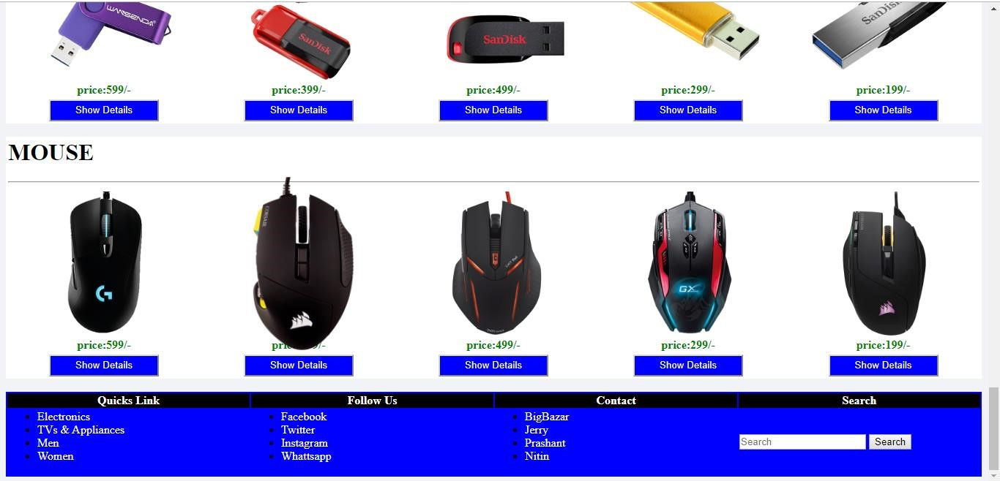 WANSENDA
SanDisk
SanDisk
SanDisk
price:599/-
price:399/-
price:499/-
price:299/-
price:199/-
Show Details
Show Details
Show Details
Show Details
Show Details
MOUSE
CORSAIR
GX
price:599/-
price:499/-
price:299/-
price:199/-
Show Details
Show Details
Show Details
Show Details
Show Details
Quicks Link
Electronics
TVs & Appliances
Men
Women
Follow Us
Facebook
Twitter
Instagram
Whattsapp
Contact
BigBazar
Jerry
Prashant
Nitin
Search
Search
Search